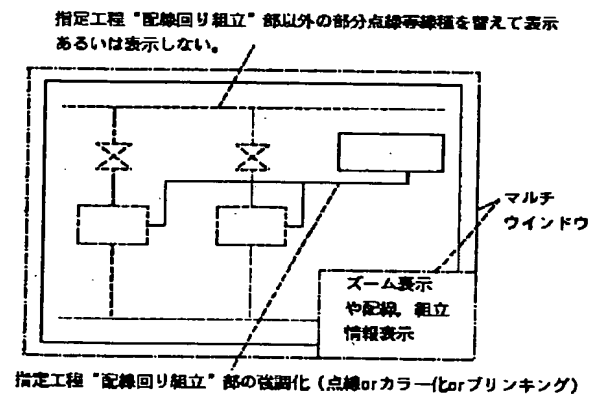 指定工程“配線回り組立”部以外の部分点線等線種を替えて表示
あるいは表示しない。
マルチ
ウインドウ
ズーム表示
や配線，組立
情報表示
指定工程“配線回り組立”部の強調化（点線orカラー化orブリンキング）